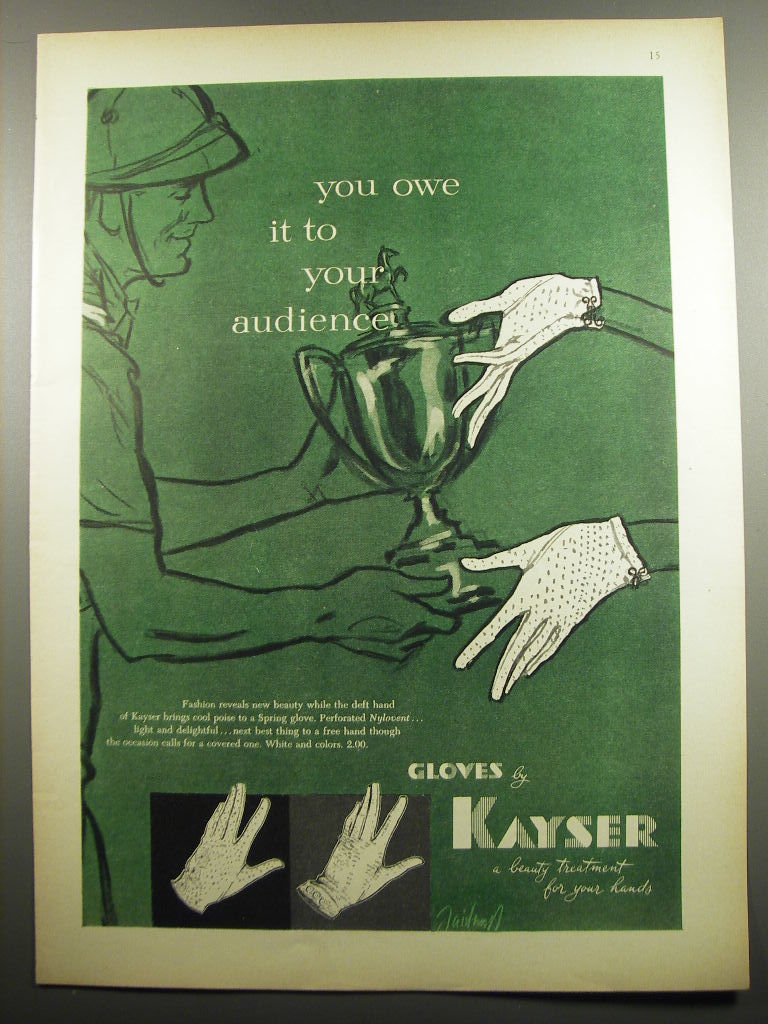 15
you owe
it to
your
audience
Fashion reveals new beauty while the deft hand
of Kayser brings cool poise to a Spring glove. Perforated Nylovent...
light and delightful...next best thing to a free hand though
the occasion calls for a covered one. White and colors. 2.00.
GLOVES by
KAYSER
a beauty treatment
for your hands